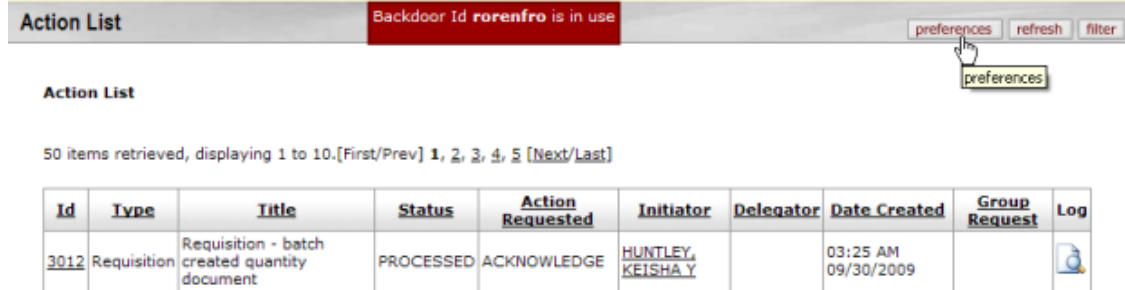 Action List
Backdoor Id rorenfro is in use
preferences refresh filter
preferences
Action List
50 items retrieved, displaying 1 to 10.[First/Prev] 1, 2, 3, 4, 5 [Next/Last]
Id Type Title Status Action Requested Initiator Delegator Date Created Group Request Log
3012 Requisition Requisition - batch created quantity document PROCESSED ACKNOWLEDGE HUNTLEY, KEISHA Y 03:25 AM 09/30/2009